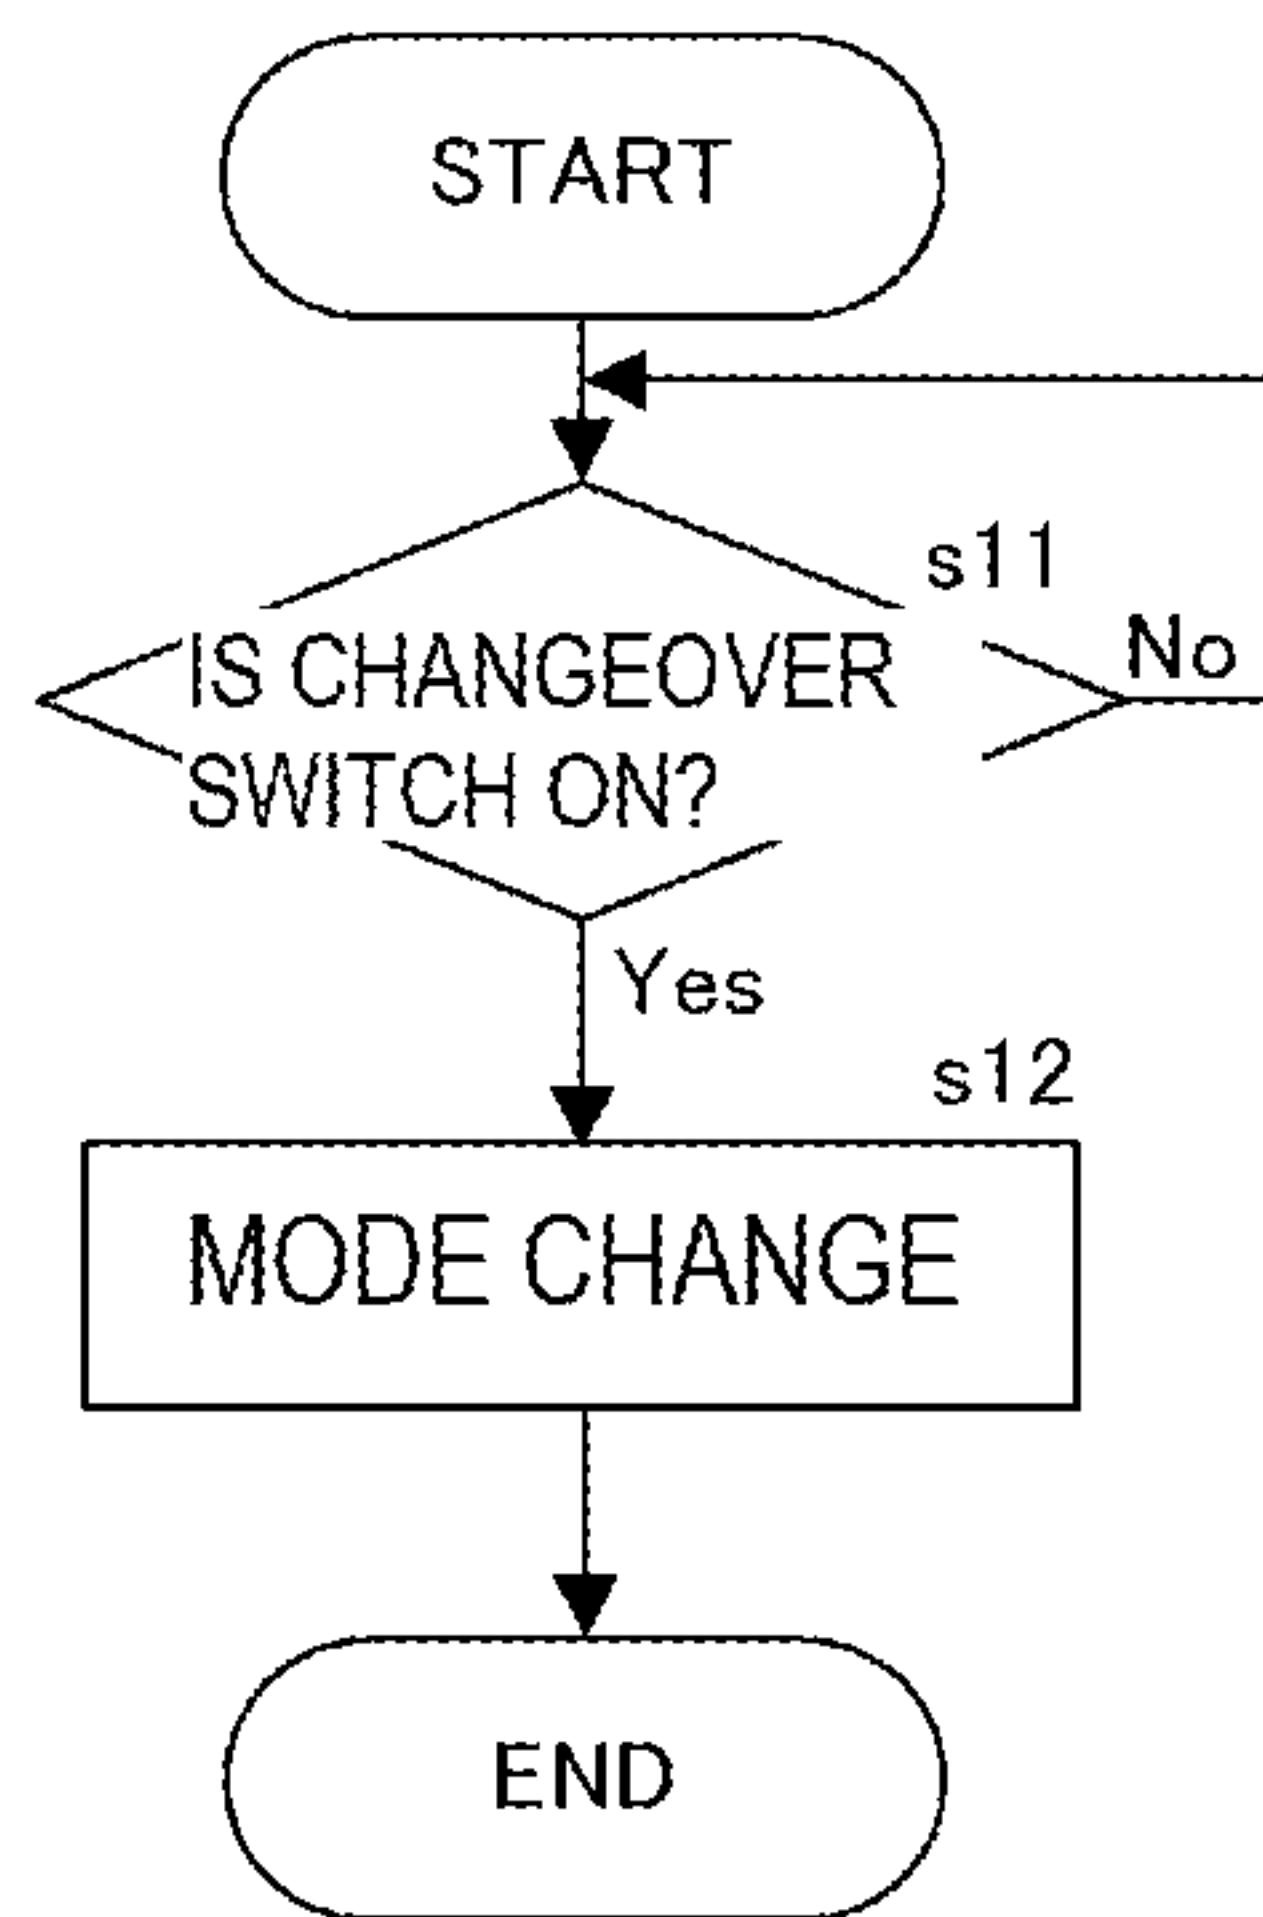 START
s11
IS CHANGEOVER
SWITCH ON?
No
Yes
s12
MODE CHANGE
END